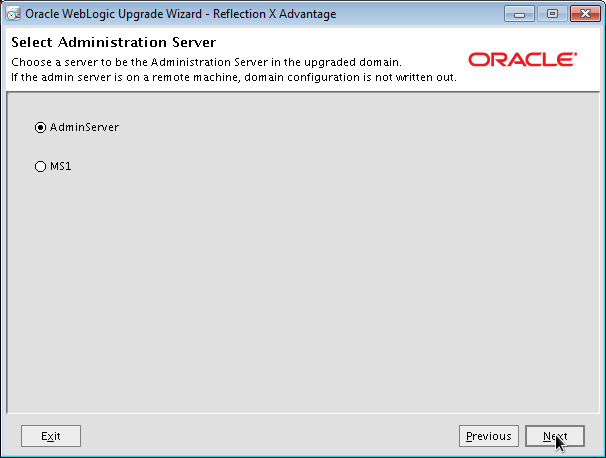 Oracle WebLogic Upgrade Wizard - Reflection X Advantage
Select Administration Server
Choose a server to be the Administration Server in the upgraded domain.
If the admin server is on a remote machine, domain configuration is not written out.
ORACLE
AdminServer
MS1
Exit
Previous
Next